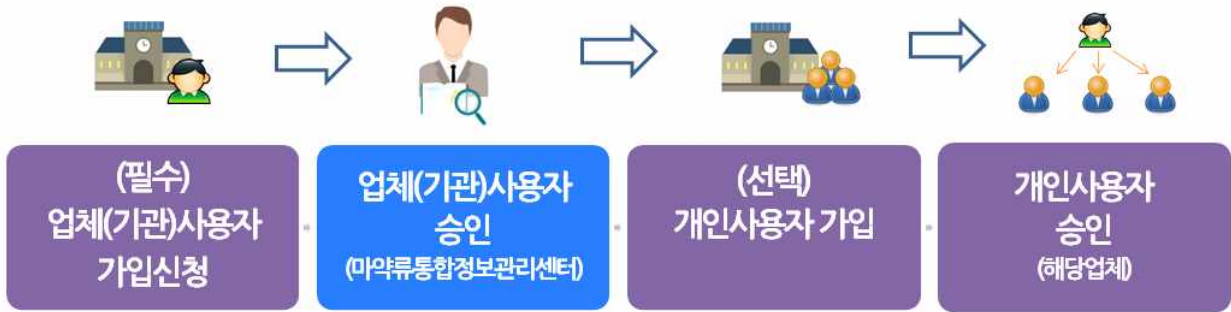 (필수)
업체(기관)사용자
가입신청
업체(기관)사용자
승인
(마약류통합정보관리센터)
(선택)
개인사용자 가입
개인사용자
승인
(해당업체)